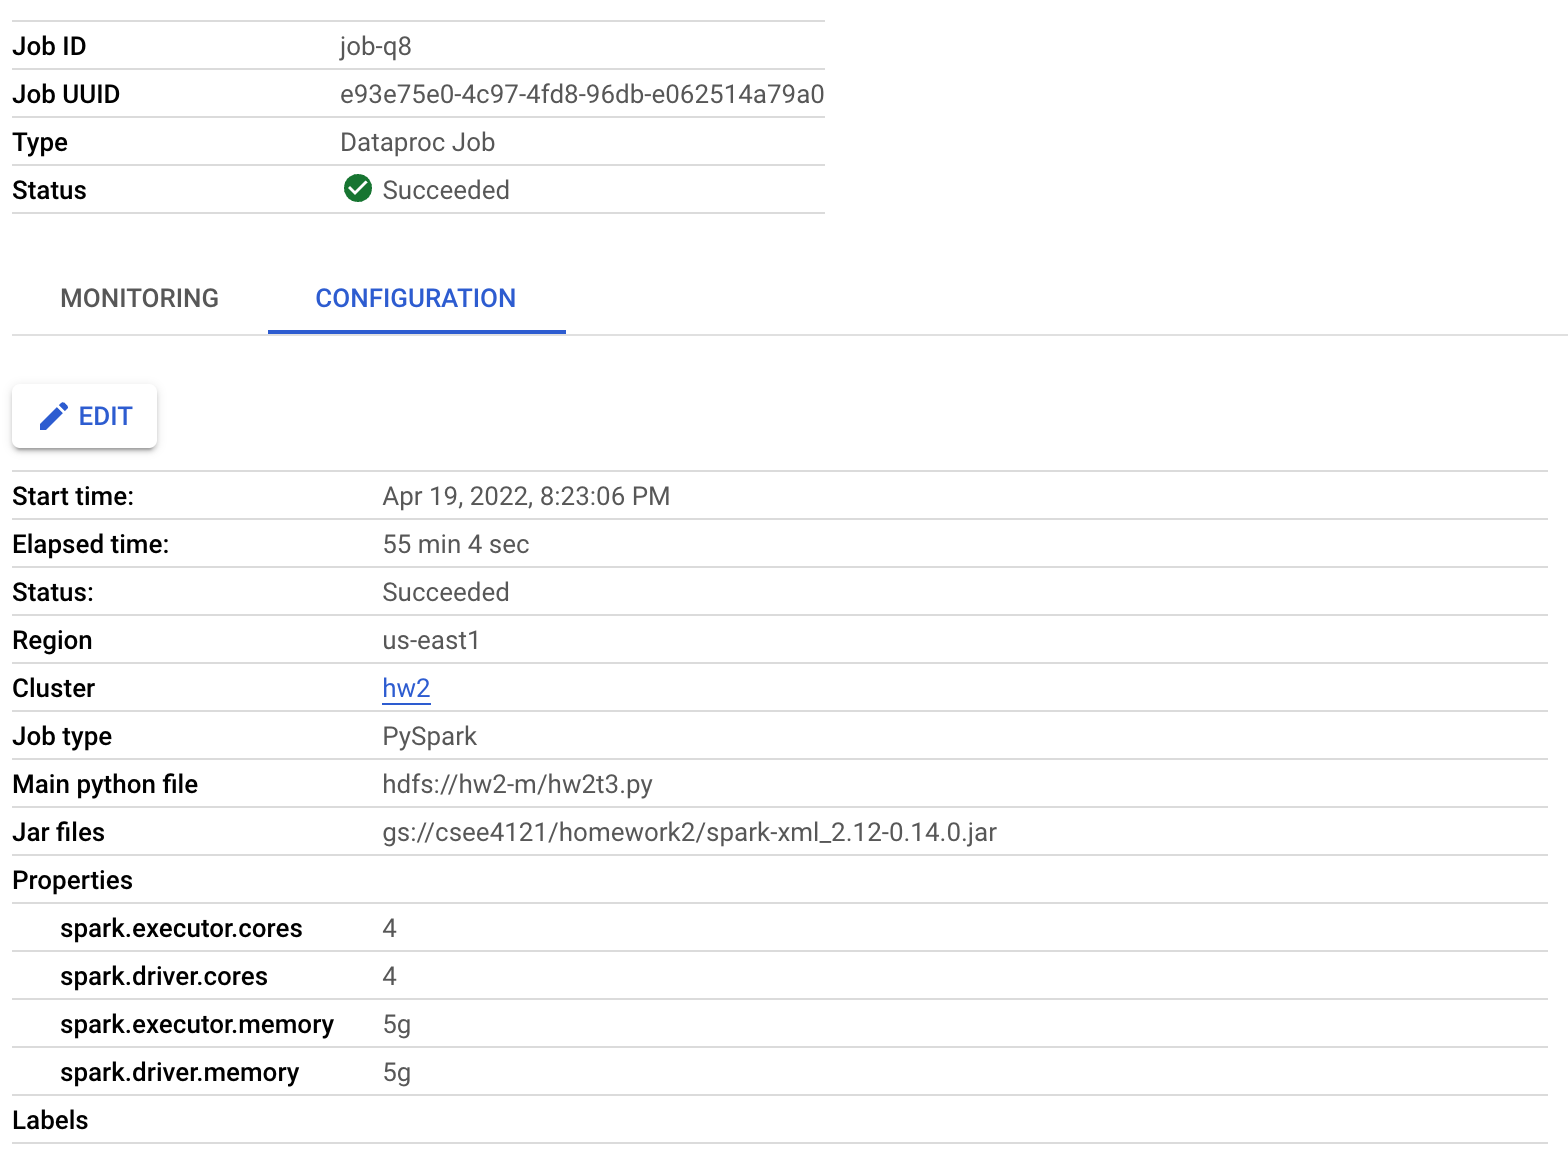 Job ID job-q8
Job UUID e93e75e0-4c97-4fd8-96db-e062514a79a0
Type Dataproc Job
Status Succeeded
MONITORING CONFIGURATION
EDIT
Start time: Apr 19, 2022, 8:23:06 PM
Elapsed time: 55 min 4 sec
Status: Succeeded
Region us-east1
Cluster hw2
Job type PySpark
Main python file hdfs://hw2-m/hw2t3.py
Jar files gs://csee4121/homework2/spark-xml_2.12-0.14.0.jar
Properties
spark.executor.cores 4
spark.driver.cores 4
spark.executor.memory 5g
spark.driver.memory 5g
Labels